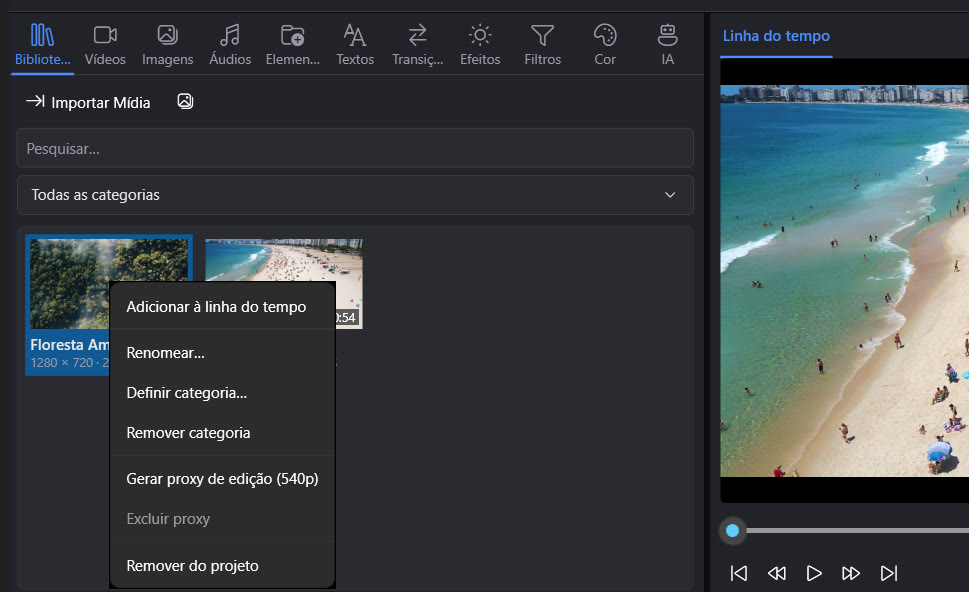 Bibliote...
Vídeos
Imagens
Áudios
Elemen...
Textos
Transiç...
Efeitos
Filtros
Cor
IA
Linha do tempo
Importar Mídia
Pesquisar...
Todas as categorias
:54
Floresta Am
1280 × 720 · 2
Adicionar à linha do tempo
Renomear...
Definir categoria...
Remover categoria
Gerar proxy de edição (540p)
Excluir proxy
Remover do projeto